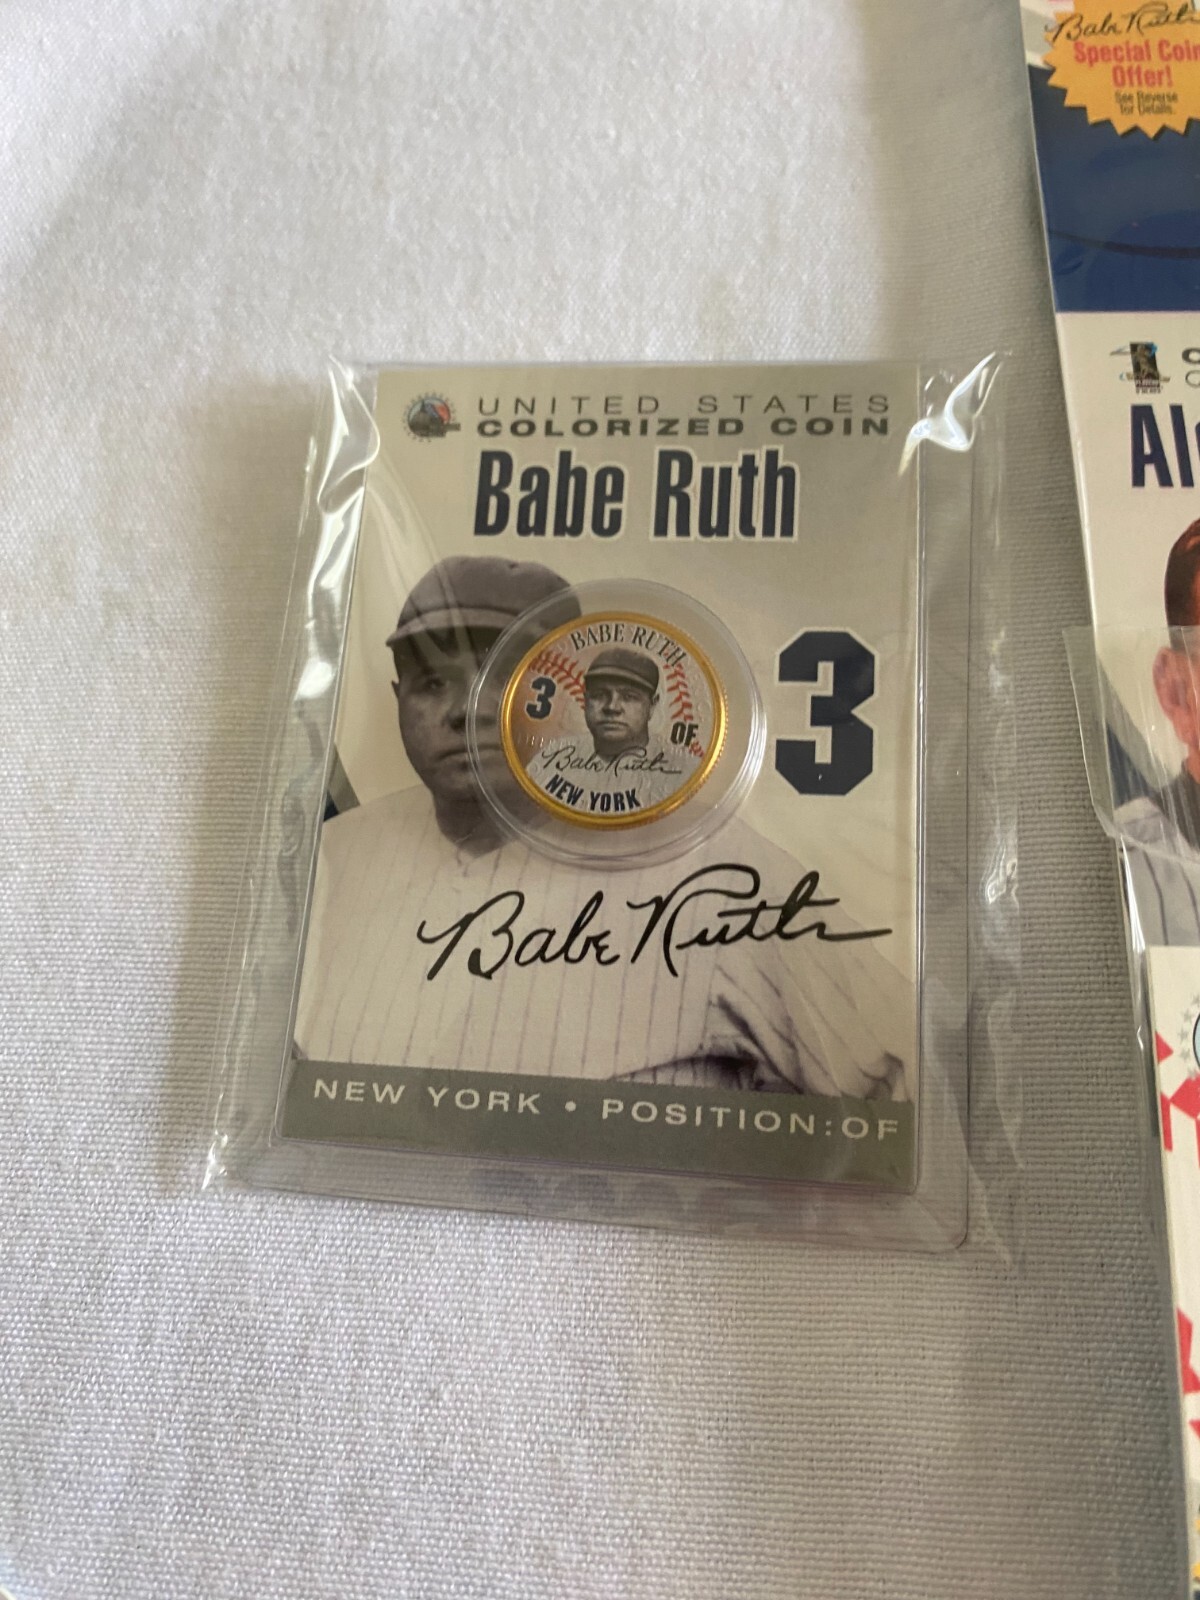 UNITED STATES
COLORIZED COIN
Babe Ruth
BABE RUTH
3
OF
Babe Ruth
NEW YORK
3
Babe Ruth
NEW YORK • POSITION:OF
Babe Ruth
Special Coin
Offer!
See Reverse
for Details.